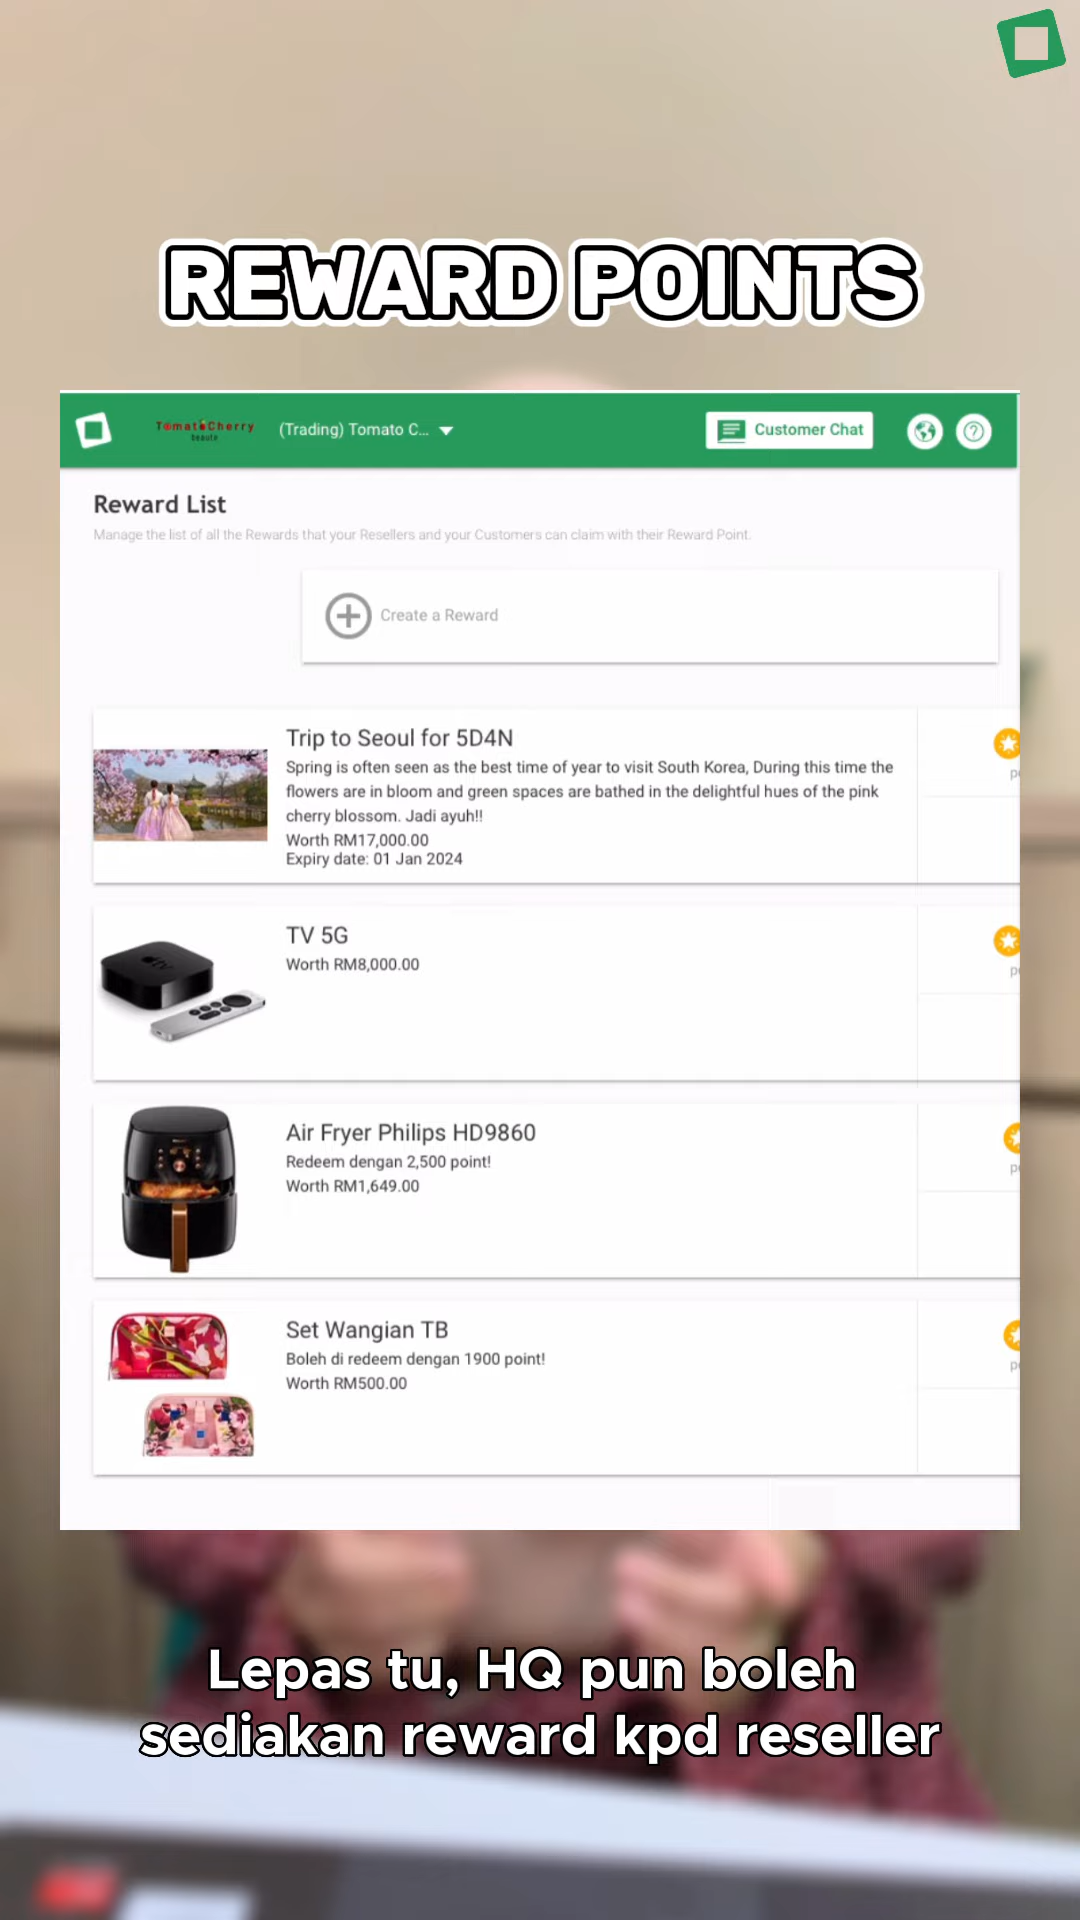 REWARD POINTS
TomatoCherry
beaute
(Trading) Tomato C...
Customer Chat
Reward List
Manage the list of all the Rewards that your Resellers and your Customers can claim with their Reward Point.
Create a Reward
Trip to Seoul for 5D4N
Spring is often seen as the best time of year to visit South Korea, During this time the
flowers are in bloom and green spaces are bathed in the delightful hues of the pink
cherry blossom. Jadi ayuh!!
Worth RM17,000.00
Expiry date: 01 Jan 2024
TV 5G
Worth RM8,000.00
Air Fryer Philips HD9860
Redeem dengan 2,500 point!
Worth RM1,649.00
Set Wangian TB
Boleh di redeem dengan 1900 point!
Worth RM500.00
Lepas tu, HQ pun boleh
sediakan reward kpd reseller